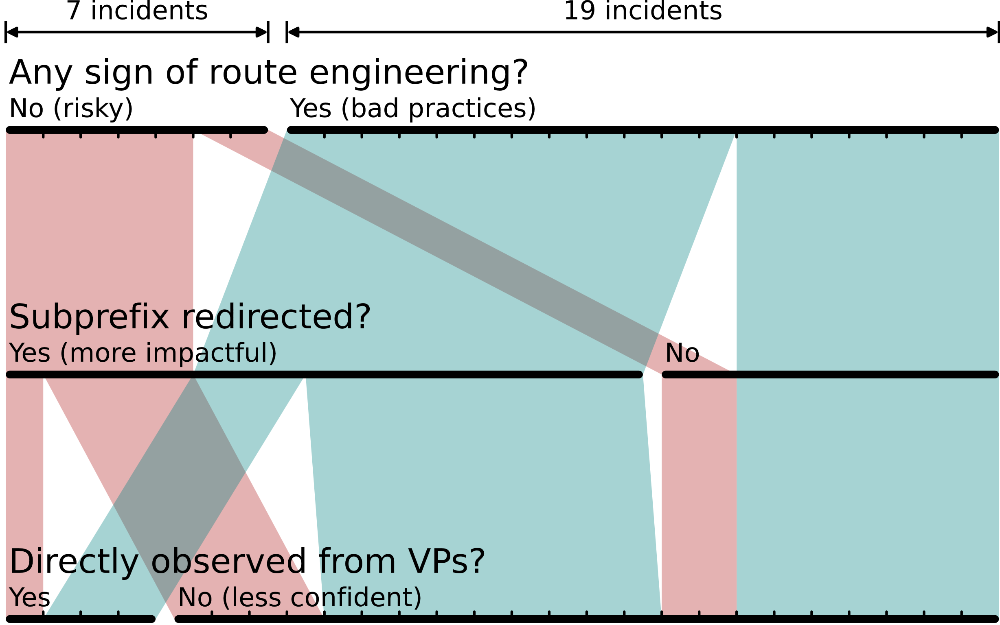 7 incidents
19 incidents
Any sign of route engineering?
No (risky)
Yes (bad practices)
Subprefix redirected?
Yes (more impactful)
No
Directly observed from VPs?
Yes
No (less confident)